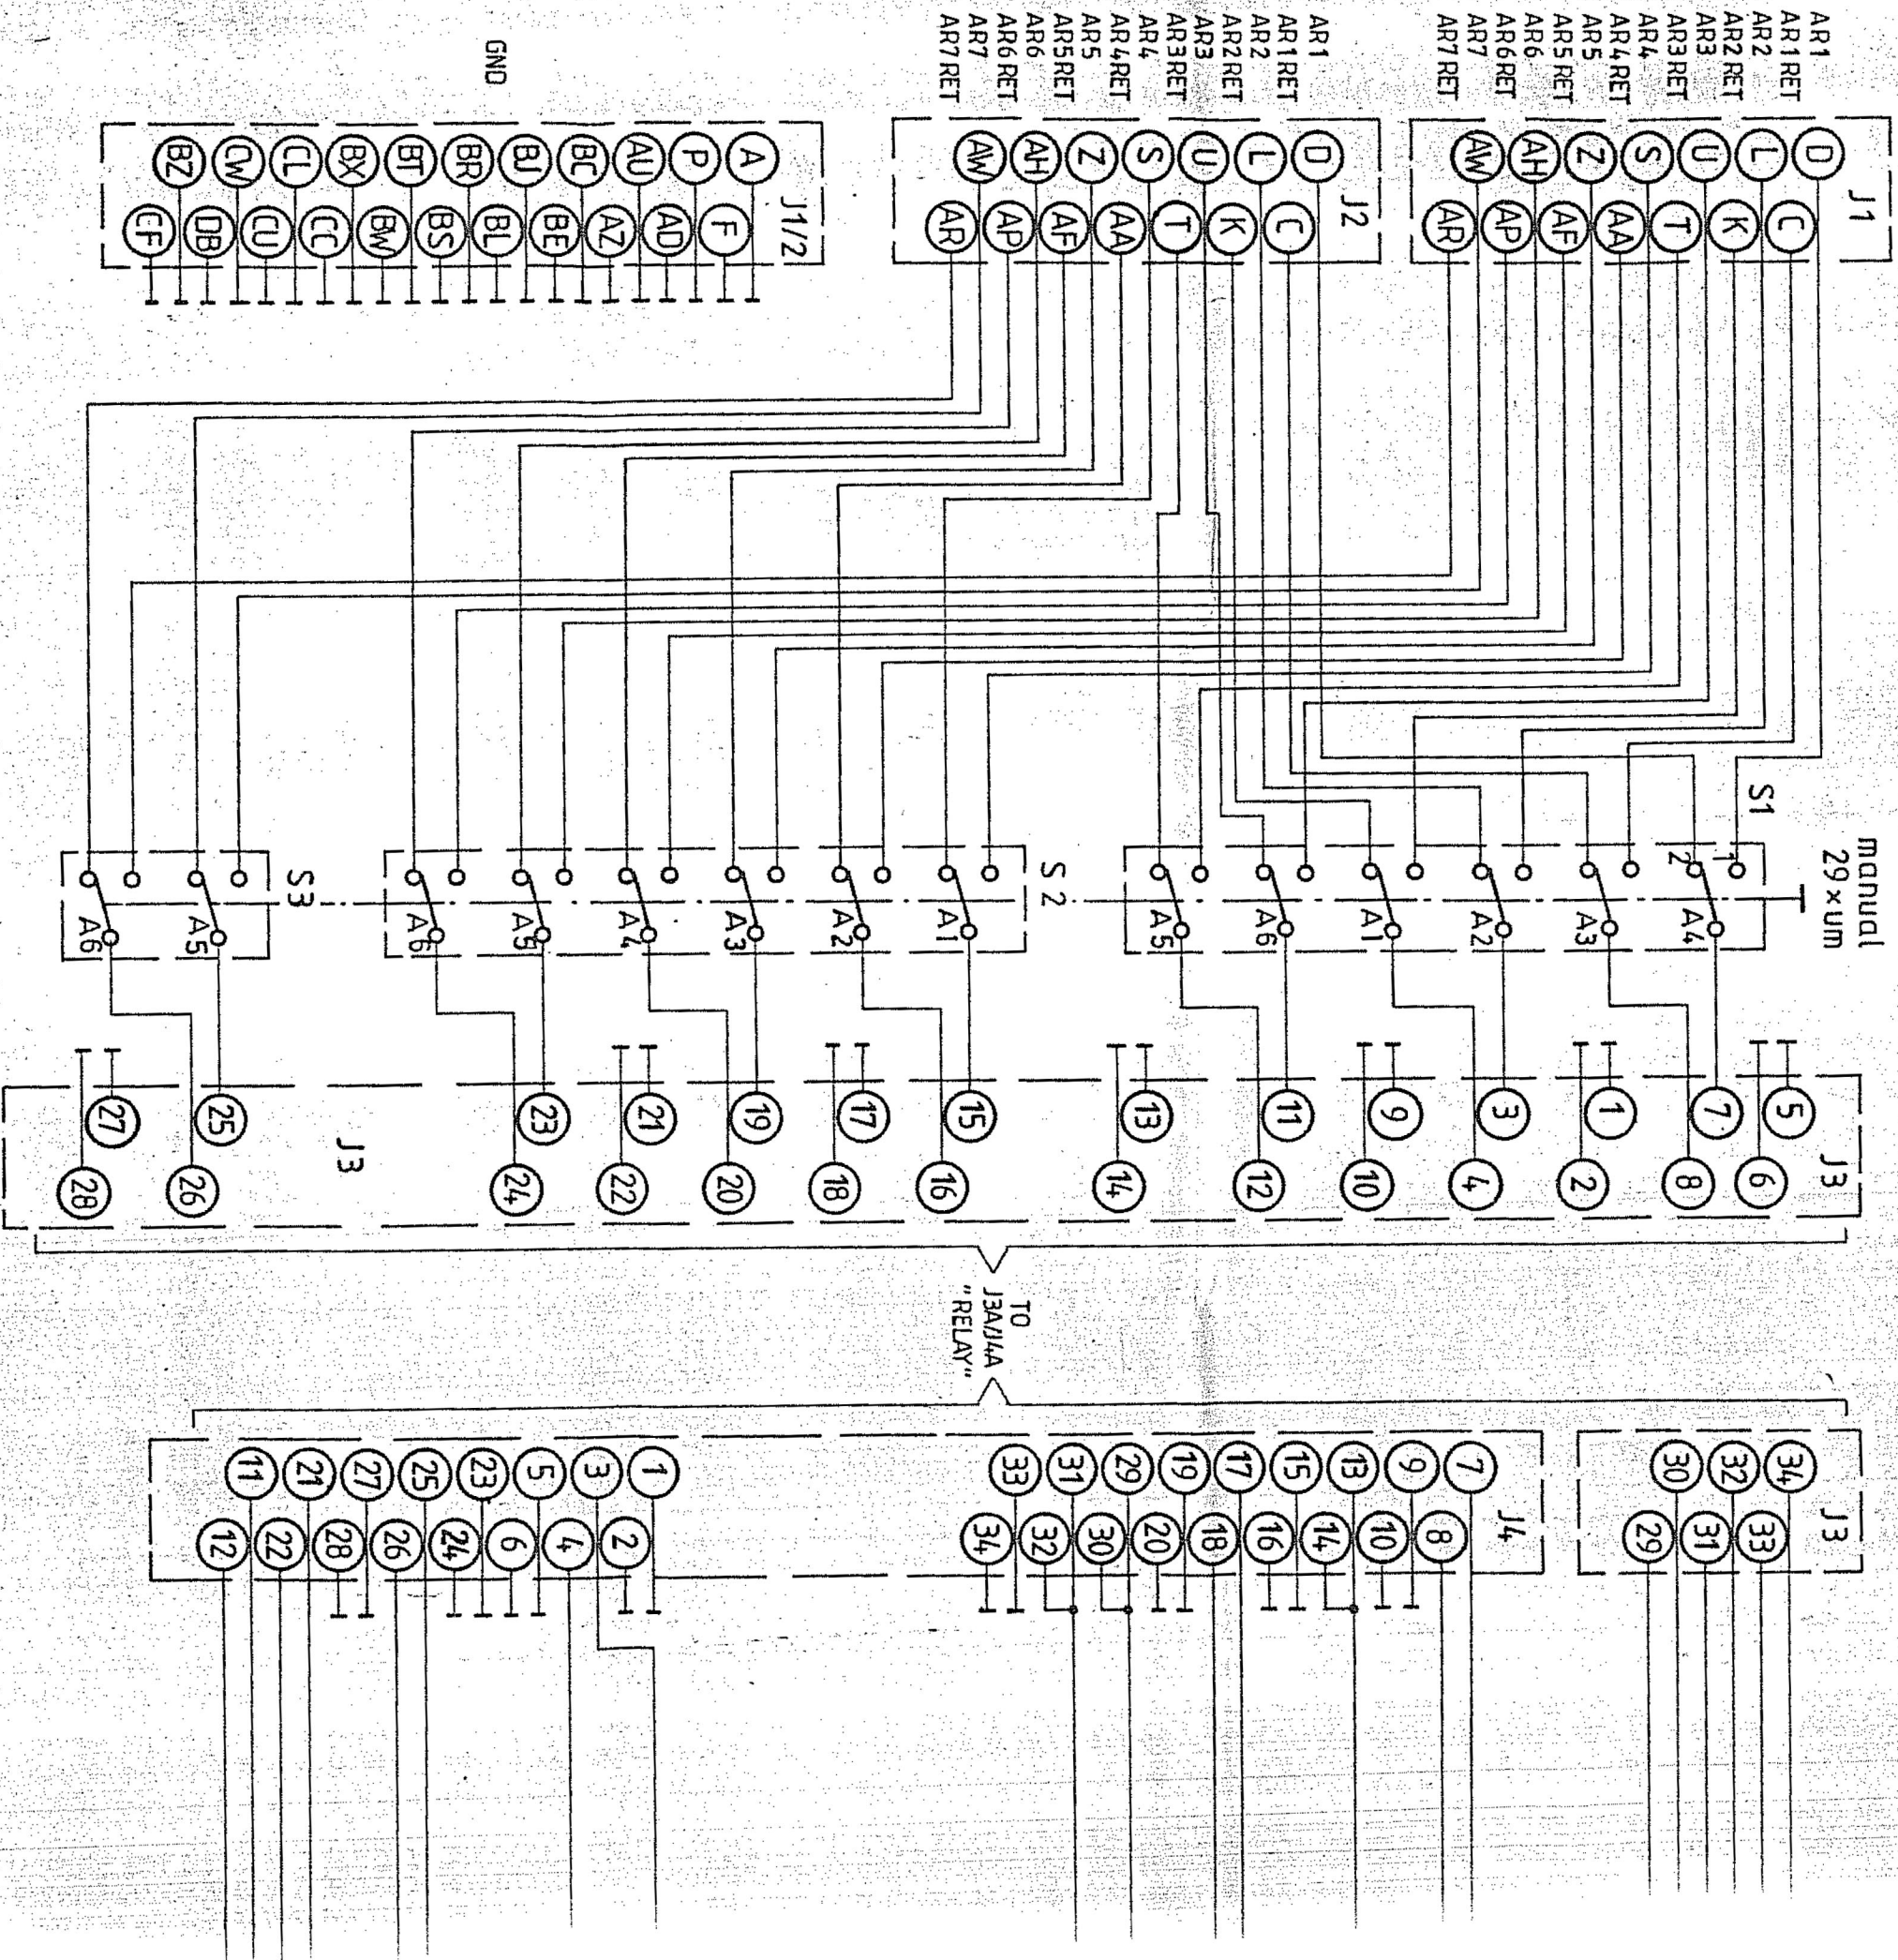 AR1
AR1 RET
AR2
AR2 RET
AR3
AR3 RET
AR4
AR4 RET
AR5
AR5 RET
AR6
AR6 RET
AR7
AR7 RET
J1
D
C
L
K
U
T
S
AA
Z
AF
AH
AP
AW
AR
AR1
AR1 RET
AR2
AR2 RET
AR3
AR3 RET
AR4
AR4 RET
AR5
AR5 RET
AR6
AR6 RET
AR7
AR7 RET
J2
D
C
L
K
U
T
S
AA
Z
AF
AH
AP
AW
AR
GND
J1/2
A
F
P
AD
AU
AZ
BC
BE
BJ
BL
BR
BS
BT
BW
BX
CC
CL
CU
CW
DB
BZ
CF
manual
29xum
S1
1
2
A4
A3
A2
A1
A6
A5
S2
A1
A2
A3
A4
A5
A6
S3
A5
A6
J3
5
6
7
8
1
2
3
4
9
10
11
12
13
14
15
16
17
18
19
20
21
22
23
24
J3
25
26
27
28
TO
J3A/J4A
"RELAY"
J3
34
33
32
31
30
29
J4
7
8
9
10
13
14
15
16
17
18
19
20
29
30
31
32
33
34
1
2
3
4
5
6
23
24
25
26
27
28
21
22
11
12